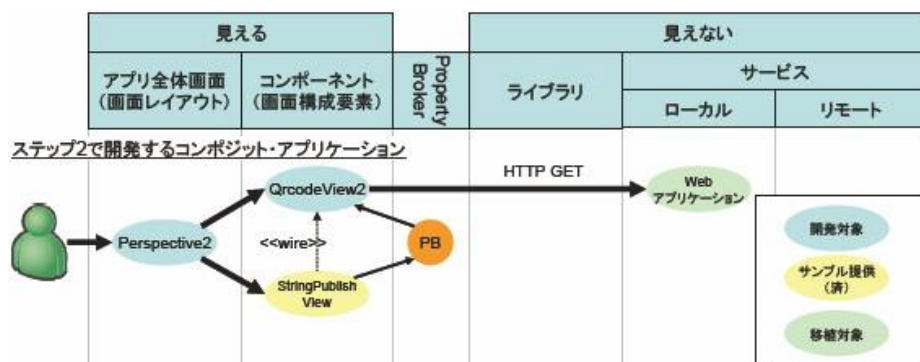 見える
見えない
アプリ全体画面
（画面レイアウト）
コンポーネント
（画面構成要素）
Property
Broker
ライブラリ
サービス
ローカル
リモート
ステップ2で開発するコンポジット・アプリケーション
QrcodeView2
HTTP GET
Web
アプリケーション
Perspective2
<<wire>>
PB
StringPublish
View
開発対象
サンプル提供
（済）
移植対象